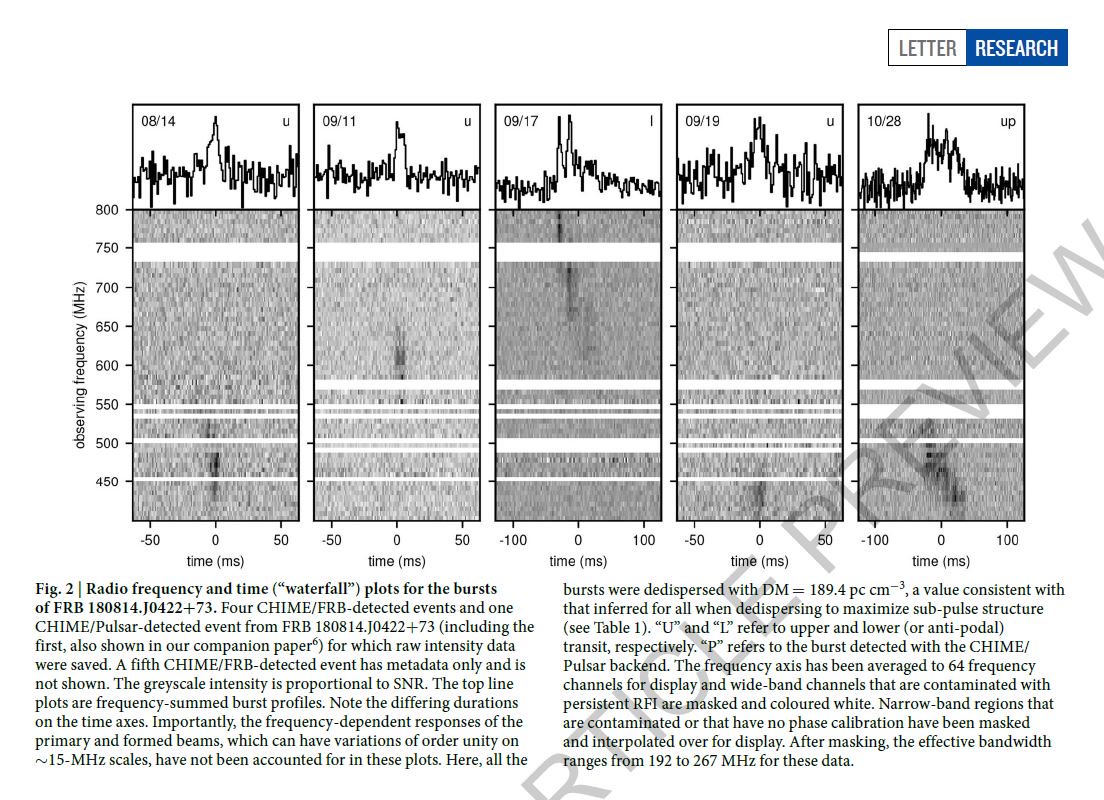 LETTER RESEARCH
08/14 u
09/11 u
09/17 l
09/19 u
10/28 up
800
750
700
650
600
550
500
450
observing frequency (MHz)
-50 0 50
-50 0 50
-100 0 100
-50 0 50
-100 0 100
time (ms)
time (ms)
time (ms)
time (ms)
time (ms)
Fig. 2 | Radio frequency and time (“waterfall”) plots for the bursts
of FRB 180814.J0422+73. Four CHIME/FRB-detected events and one
CHIME/Pulsar-detected event from FRB 180814.J0422+73 (including the
first, also shown in our companion paper⁶) for which raw intensity data
were saved. A fifth CHIME/FRB-detected event has metadata only and is
not shown. The greyscale intensity is proportional to SNR. The top line
plots are frequency-summed burst profiles. Note the differing durations
on the time axes. Importantly, the frequency-dependent responses of the
primary and formed beams, which can have variations of order unity on
∼15-MHz scales, have not been accounted for in these plots. Here, all the
bursts were dedispersed with DM = 189.4 pc cm⁻³, a value consistent with
that inferred for all when dedispersing to maximize sub-pulse structure
(see Table 1). “U” and “L” refer to upper and lower (or anti-podal)
transit, respectively. “P” refers to the burst detected with the CHIME/
Pulsar backend. The frequency axis has been averaged to 64 frequency
channels for display and wide-band channels that are contaminated with
persistent RFI are masked and coloured white. Narrow-band regions that
are contaminated or that have no phase calibration have been masked
and interpolated over for display. After masking, the effective bandwidth
ranges from 192 to 267 MHz for these data.
ARTICLE PREVIEW